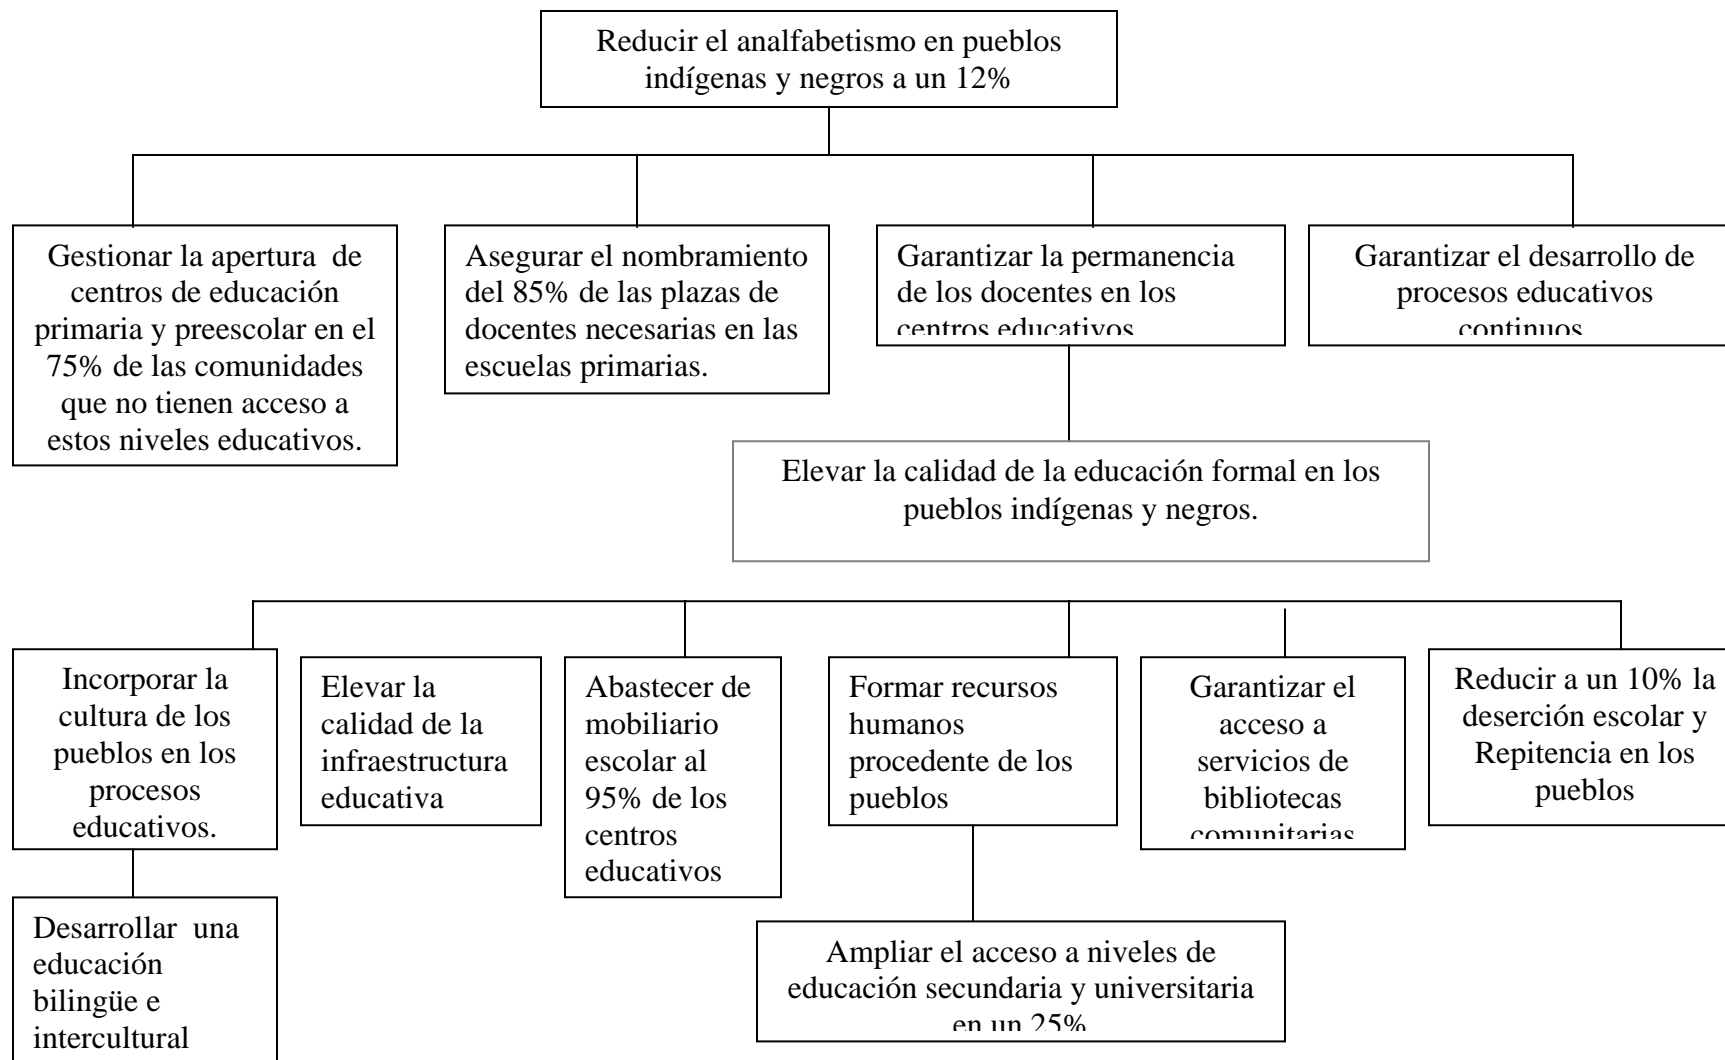 Reducir el analfabetismo en pueblos
indígenas y negros a un 12%
Gestionar la apertura  de
centros de educación
primaria y preescolar en el
75% de las comunidades
que no tienen acceso a
estos niveles educativos.
Asegurar el nombramiento
del 85% de las plazas de
docentes necesarias en las
escuelas primarias.
Garantizar la permanencia
de los docentes en los
centros educativos
Garantizar el desarrollo de
procesos educativos
continuos
Elevar la calidad de la educación formal en los
pueblos indígenas y negros.
Incorporar la
cultura de los
pueblos en los
procesos
educativos.
Elevar la
calidad de la
infraestructura
educativa
Abastecer de
mobiliario
escolar al
95% de los
centros
educativos
Formar recursos
humanos
procedente de los
pueblos
Garantizar el
acceso a
servicios de
bibliotecas
comunitarias
Reducir a un 10% la
deserción escolar y
Repitencia en los
pueblos
Desarrollar  una
educación
bilingüe e
intercultural
Ampliar el acceso a niveles de
educación secundaria y universitaria
en un 25%